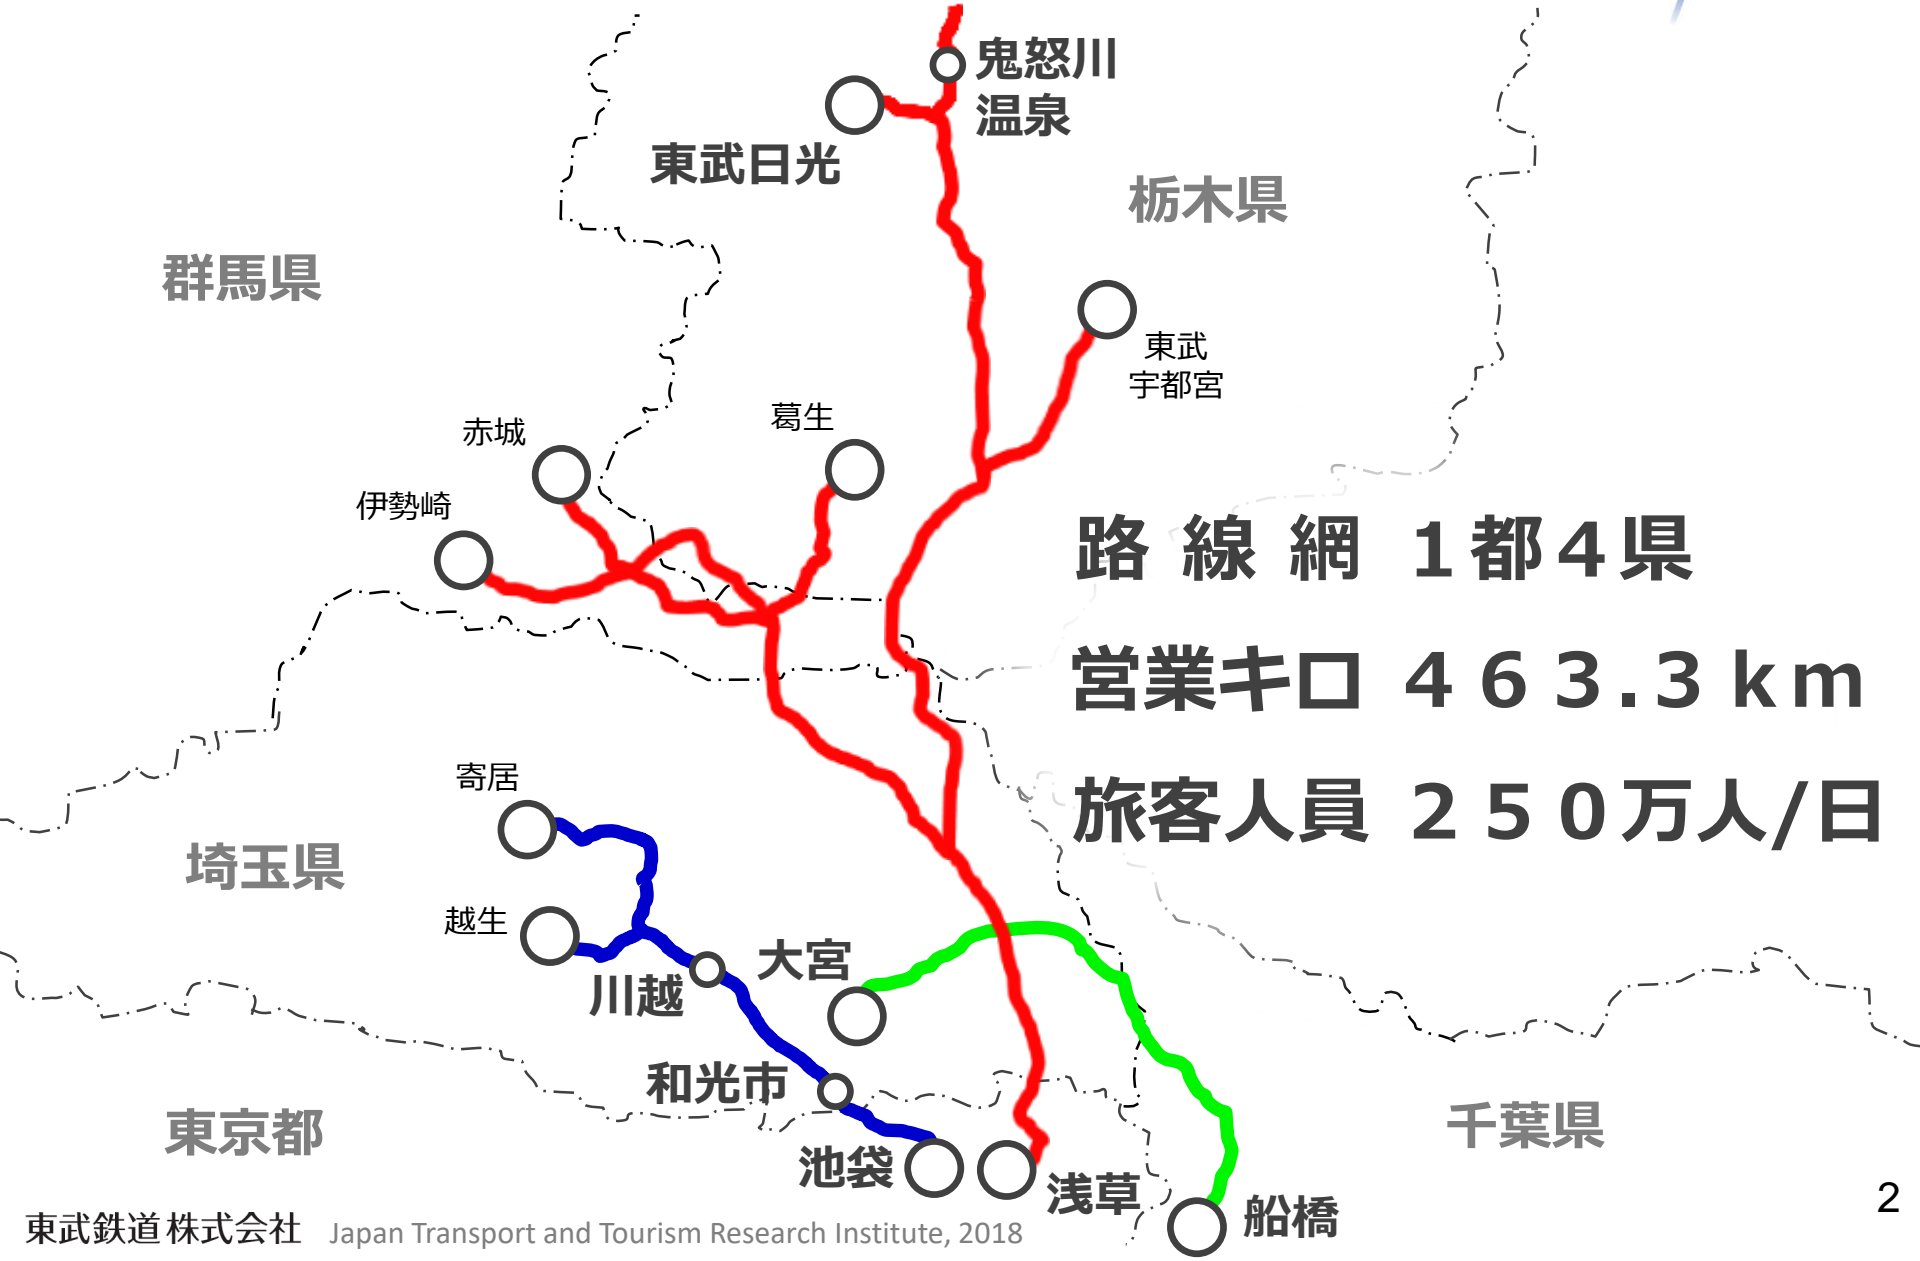 鬼怒川
温泉
東武日光
栃木県
群馬県
東武
宇都宮
赤城
葛生
伊勢崎
路線網 1都4県
営業キロ 463.3km
旅客人員 250万人/日
寄居
埼玉県
越生
大宮
川越
和光市
東京都
千葉県
池袋
浅草
船橋
2
東武鉄道株式会社 Japan Transport and Tourism Research Institute, 2018